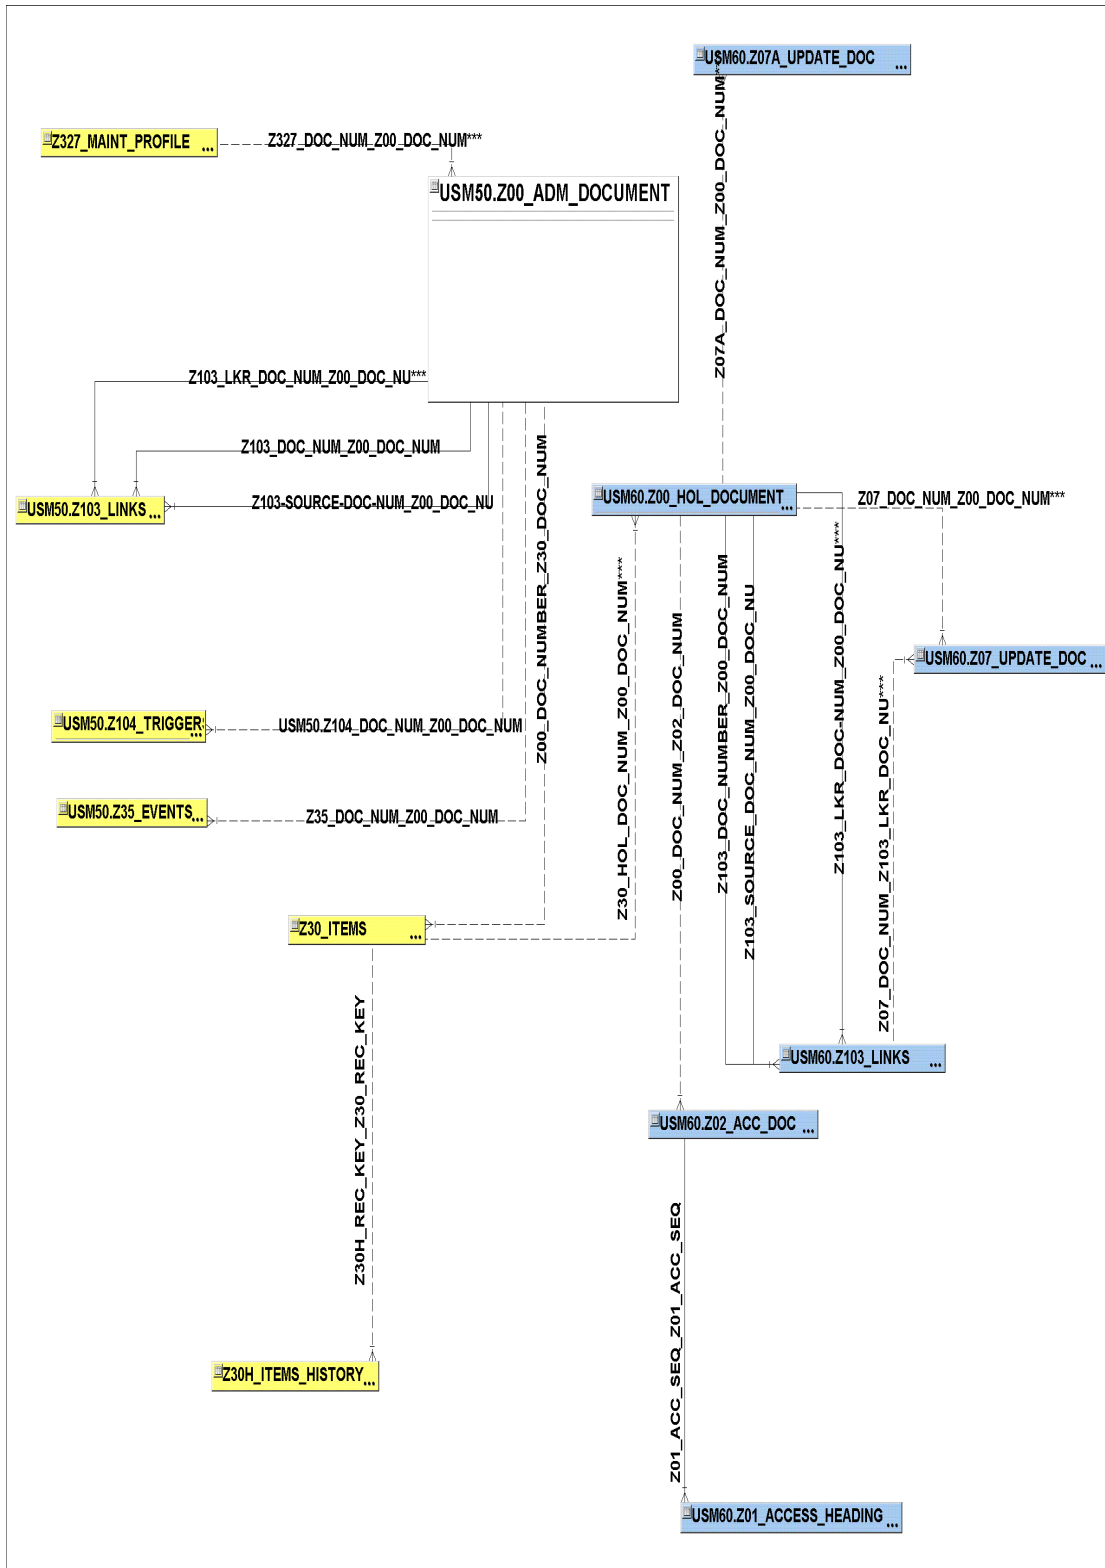 USM60.Z07A_UPDATE_DOC ...
Z327_MAINT_PROFILE ...
Z327_DOC_NUM_Z00_DOC_NUM***
USM50.Z00_ADM_DOCUMENT
Z07A_DOC_NUM_Z00_DOC_NUM***
Z103_LKR_DOC_NUM_Z00_DOC_NU***
Z103_DOC_NUM_Z00_DOC_NUM
USM50.Z103_LINKS ...
Z103-SOURCE-DOC-NUM_Z00_DOC_NU
USM60.Z00_HOL_DOCUMENT ...
Z07_DOC_NUM_Z00_DOC_NUM***
Z00_DOC_NUMBER_Z30_DOC_NUM
Z30_HOL_DOC_NUM_Z00_DOC_NUM***
Z00_DOC_NUM_Z02_DOC_NUM
Z103_DOC_NUMBER_Z00_DOC_NUM
Z103_SOURCE_DOC_NUM_Z00_DOC_NU
Z103_LKR_DOC-NUM_Z00_DOC_NU***
Z07_DOC_NUM_Z103_LKR_DOC_NU***
USM60.Z07_UPDATE_DOC ...
USM50.Z104_TRIGGERS ...
USM50.Z104_DOC_NUM_Z00_DOC_NUM
USM50.Z35_EVENTS ...
Z35_DOC_NUM_Z00_DOC_NUM
Z30_ITEMS ...
USM60.Z103_LINKS ...
Z30H_REC_KEY_Z30_REC_KEY
USM60.Z02_ACC_DOC ...
Z01_ACC_SEQ_Z01_ACC_SEQ
Z30H_ITEMS_HISTORY ...
USM60.Z01_ACCESS_HEADING ...